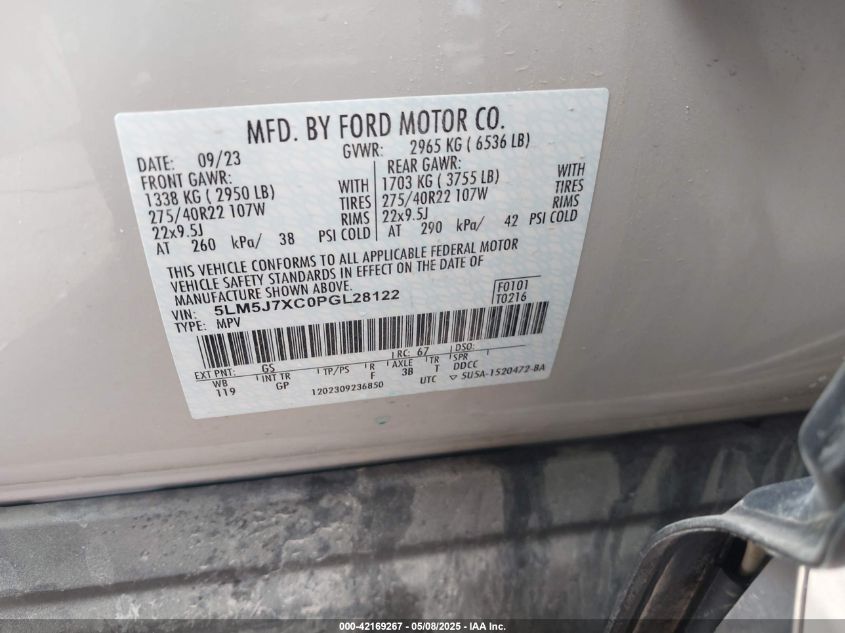 MFD. BY FORD MOTOR CO.
DATE: 09/23 GVWR: 2965 KG ( 6536 LB)
FRONT GAWR: REAR GAWR:
1338 KG ( 2950 LB) WITH 1703 KG ( 3755 LB) WITH
275/40R22 107W TIRES 275/40R22 107W TIRES
22x9.5J RIMS 22x9.5J RIMS
AT 260 kPa/ 38 PSI COLD AT 290 kPa/ 42 PSI COLD
THIS VEHICLE CONFORMS TO ALL APPLICABLE FEDERAL MOTOR
VEHICLE SAFETY STANDARDS IN EFFECT ON THE DATE OF
MANUFACTURE SHOWN ABOVE.
VIN: 5LM5J7XC0PGL28122 F0101
TYPE: MPV T0216
EXT PNT: GS RC: 67 DSO:
WB INT TR TP/PS R AXLE TR SPR
119 GP F 3B T DDCC
1202309236850 UTC ▽ 5U5A-1520472-BA
000-42169267 - 05/08/2025 - IAA Inc.